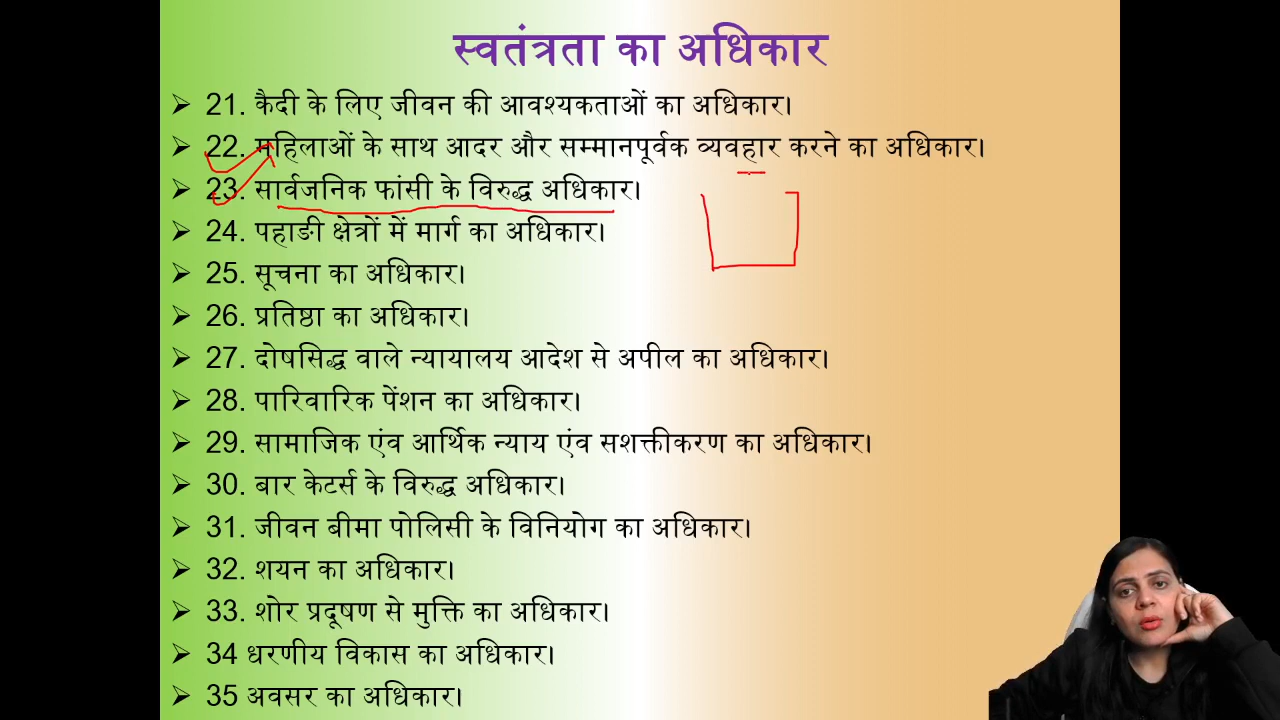 स्वतंत्रता का अधिकार
➢ 21. कैदी के लिए जीवन की आवश्यकताओं का अधिकार।
➢ 22. महिलाओं के साथ आदर और सम्मानपूर्वक व्यवहार करने का अधिकार।
➢ 23. सार्वजनिक फांसी के विरुद्ध अधिकार।
➢ 24. पहाङी क्षेत्रों में मार्ग का अधिकार।
➢ 25. सूचना का अधिकार।
➢ 26. प्रतिष्ठा का अधिकार।
➢ 27. दोषसिद्ध वाले न्यायालय आदेश से अपील का अधिकार।
➢ 28. पारिवारिक पेंशन का अधिकार।
➢ 29. सामाजिक एंव आर्थिक न्याय एंव सशक्तीकरण का अधिकार।
➢ 30. बार केटर्स के विरुद्ध अधिकार।
➢ 31. जीवन बीमा पोलिसी के विनियोग का अधिकार।
➢ 32. शयन का अधिकार।
➢ 33. शोर प्रदूषण से मुक्ति का अधिकार।
➢ 34 धरणीय विकास का अधिकार।
➢ 35 अवसर का अधिकार।